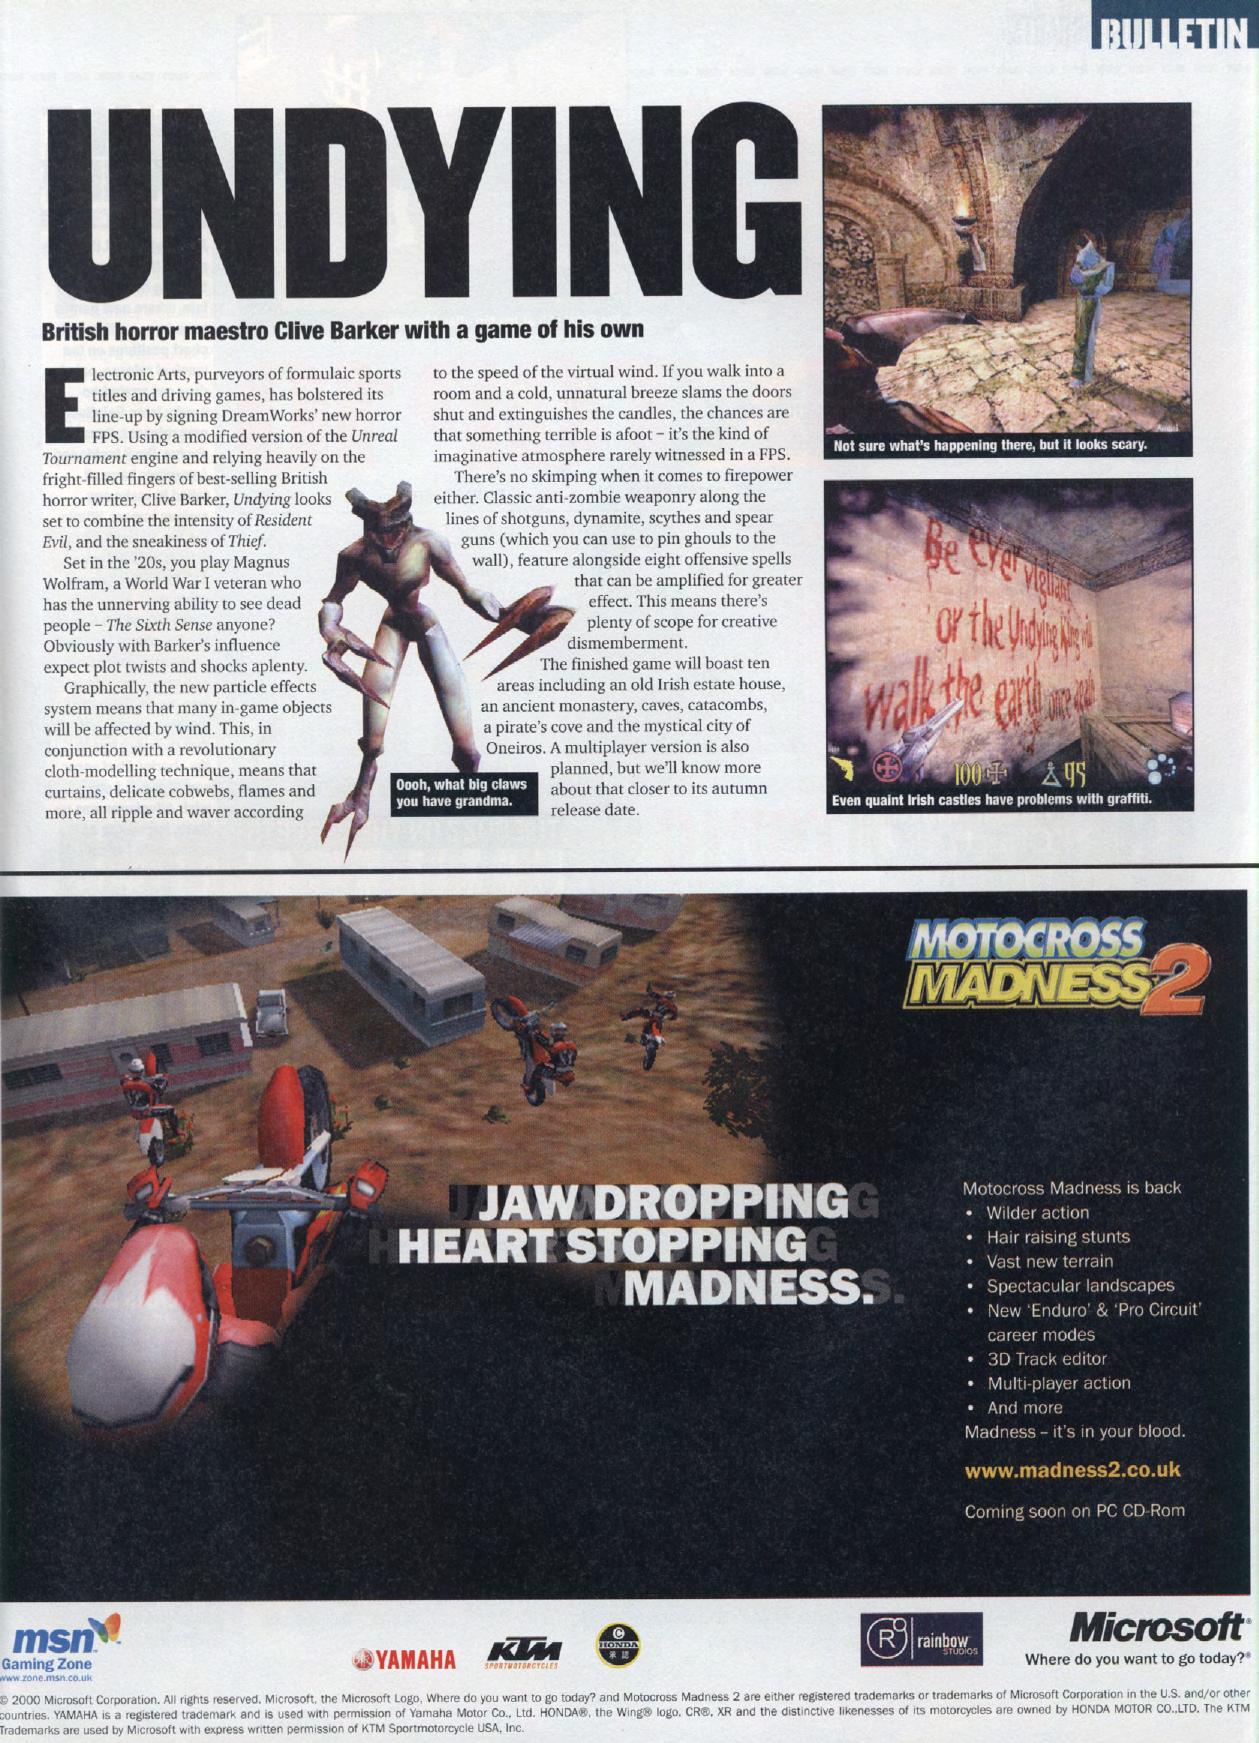 BULLETIN
UNDYING
British horror maestro Clive Barker with a game of his own
Electronic Arts, purveyors of formulaic sports
titles and driving games, has bolstered its
line-up by signing DreamWorks' new horror
FPS. Using a modified version of the Unreal
Tournament engine and relying heavily on the
fright-filled fingers of best-selling British
horror writer, Clive Barker, Undying looks
set to combine the intensity of Resident
Evil, and the sneakiness of Thief.
Set in the '20s, you play Magnus
Wolfram, a World War I veteran who
has the unnerving ability to see dead
people – The Sixth Sense anyone?
Obviously with Barker's influence
expect plot twists and shocks aplenty.
Graphically, the new particle effects
system means that many in-game objects
will be affected by wind. This, in
conjunction with a revolutionary
cloth-modelling technique, means that
curtains, delicate cobwebs, flames and
more, all ripple and waver according
to the speed of the virtual wind. If you walk into a
room and a cold, unnatural breeze slams the doors
shut and extinguishes the candles, the chances are
that something terrible is afoot – it's the kind of
imaginative atmosphere rarely witnessed in a FPS.
There's no skimping when it comes to firepower
either. Classic anti-zombie weaponry along the
lines of shotguns, dynamite, scythes and spear
guns (which you can use to pin ghouls to the
wall), feature alongside eight offensive spells
that can be amplified for greater
effect. This means there's
plenty of scope for creative
dismemberment.
The finished game will boast ten
areas including an old Irish estate house,
an ancient monastery, caves, catacombs,
a pirate's cove and the mystical city of
Oneiros. A multiplayer version is also
planned, but we'll know more
about that closer to its autumn
release date.
Oooh, what big claws
you have grandma.
Not sure what's happening there, but it looks scary.
Be ever vigilant
or the Undying King will
walk the earth once again
100
95
Even quaint Irish castles have problems with graffiti.
MOTOCROSS
MADNESS 2
JAW DROPPING
HEART STOPPING
MADNESS.
Motocross Madness is back
• Wilder action
• Hair raising stunts
• Vast new terrain
• Spectacular landscapes
• New 'Enduro' & 'Pro Circuit'
career modes
• 3D Track editor
• Multi-player action
• And more
Madness – it's in your blood.
www.madness2.co.uk
Coming soon on PC CD-Rom
msn
Gaming Zone
www.zone.msn.co.uk
YAMAHA
KTM
SPORTMOTORCYCLES
C
HONDA
承認
R
rainbow
STUDIOS
Microsoft®
Where do you want to go today?®
© 2000 Microsoft Corporation. All rights reserved. Microsoft, the Microsoft Logo, Where do you want to go today? and Motocross Madness 2 are either registered trademarks or trademarks of Microsoft Corporation in the U.S. and/or other
countries. YAMAHA is a registered trademark and is used with permission of Yamaha Motor Co., Ltd. HONDA®, the Wing® logo, CR®, XR and the distinctive likenesses of its motorcycles are owned by HONDA MOTOR CO.,LTD. The KTM
Trademarks are used by Microsoft with express written permission of KTM Sportmotorcycle USA, Inc.